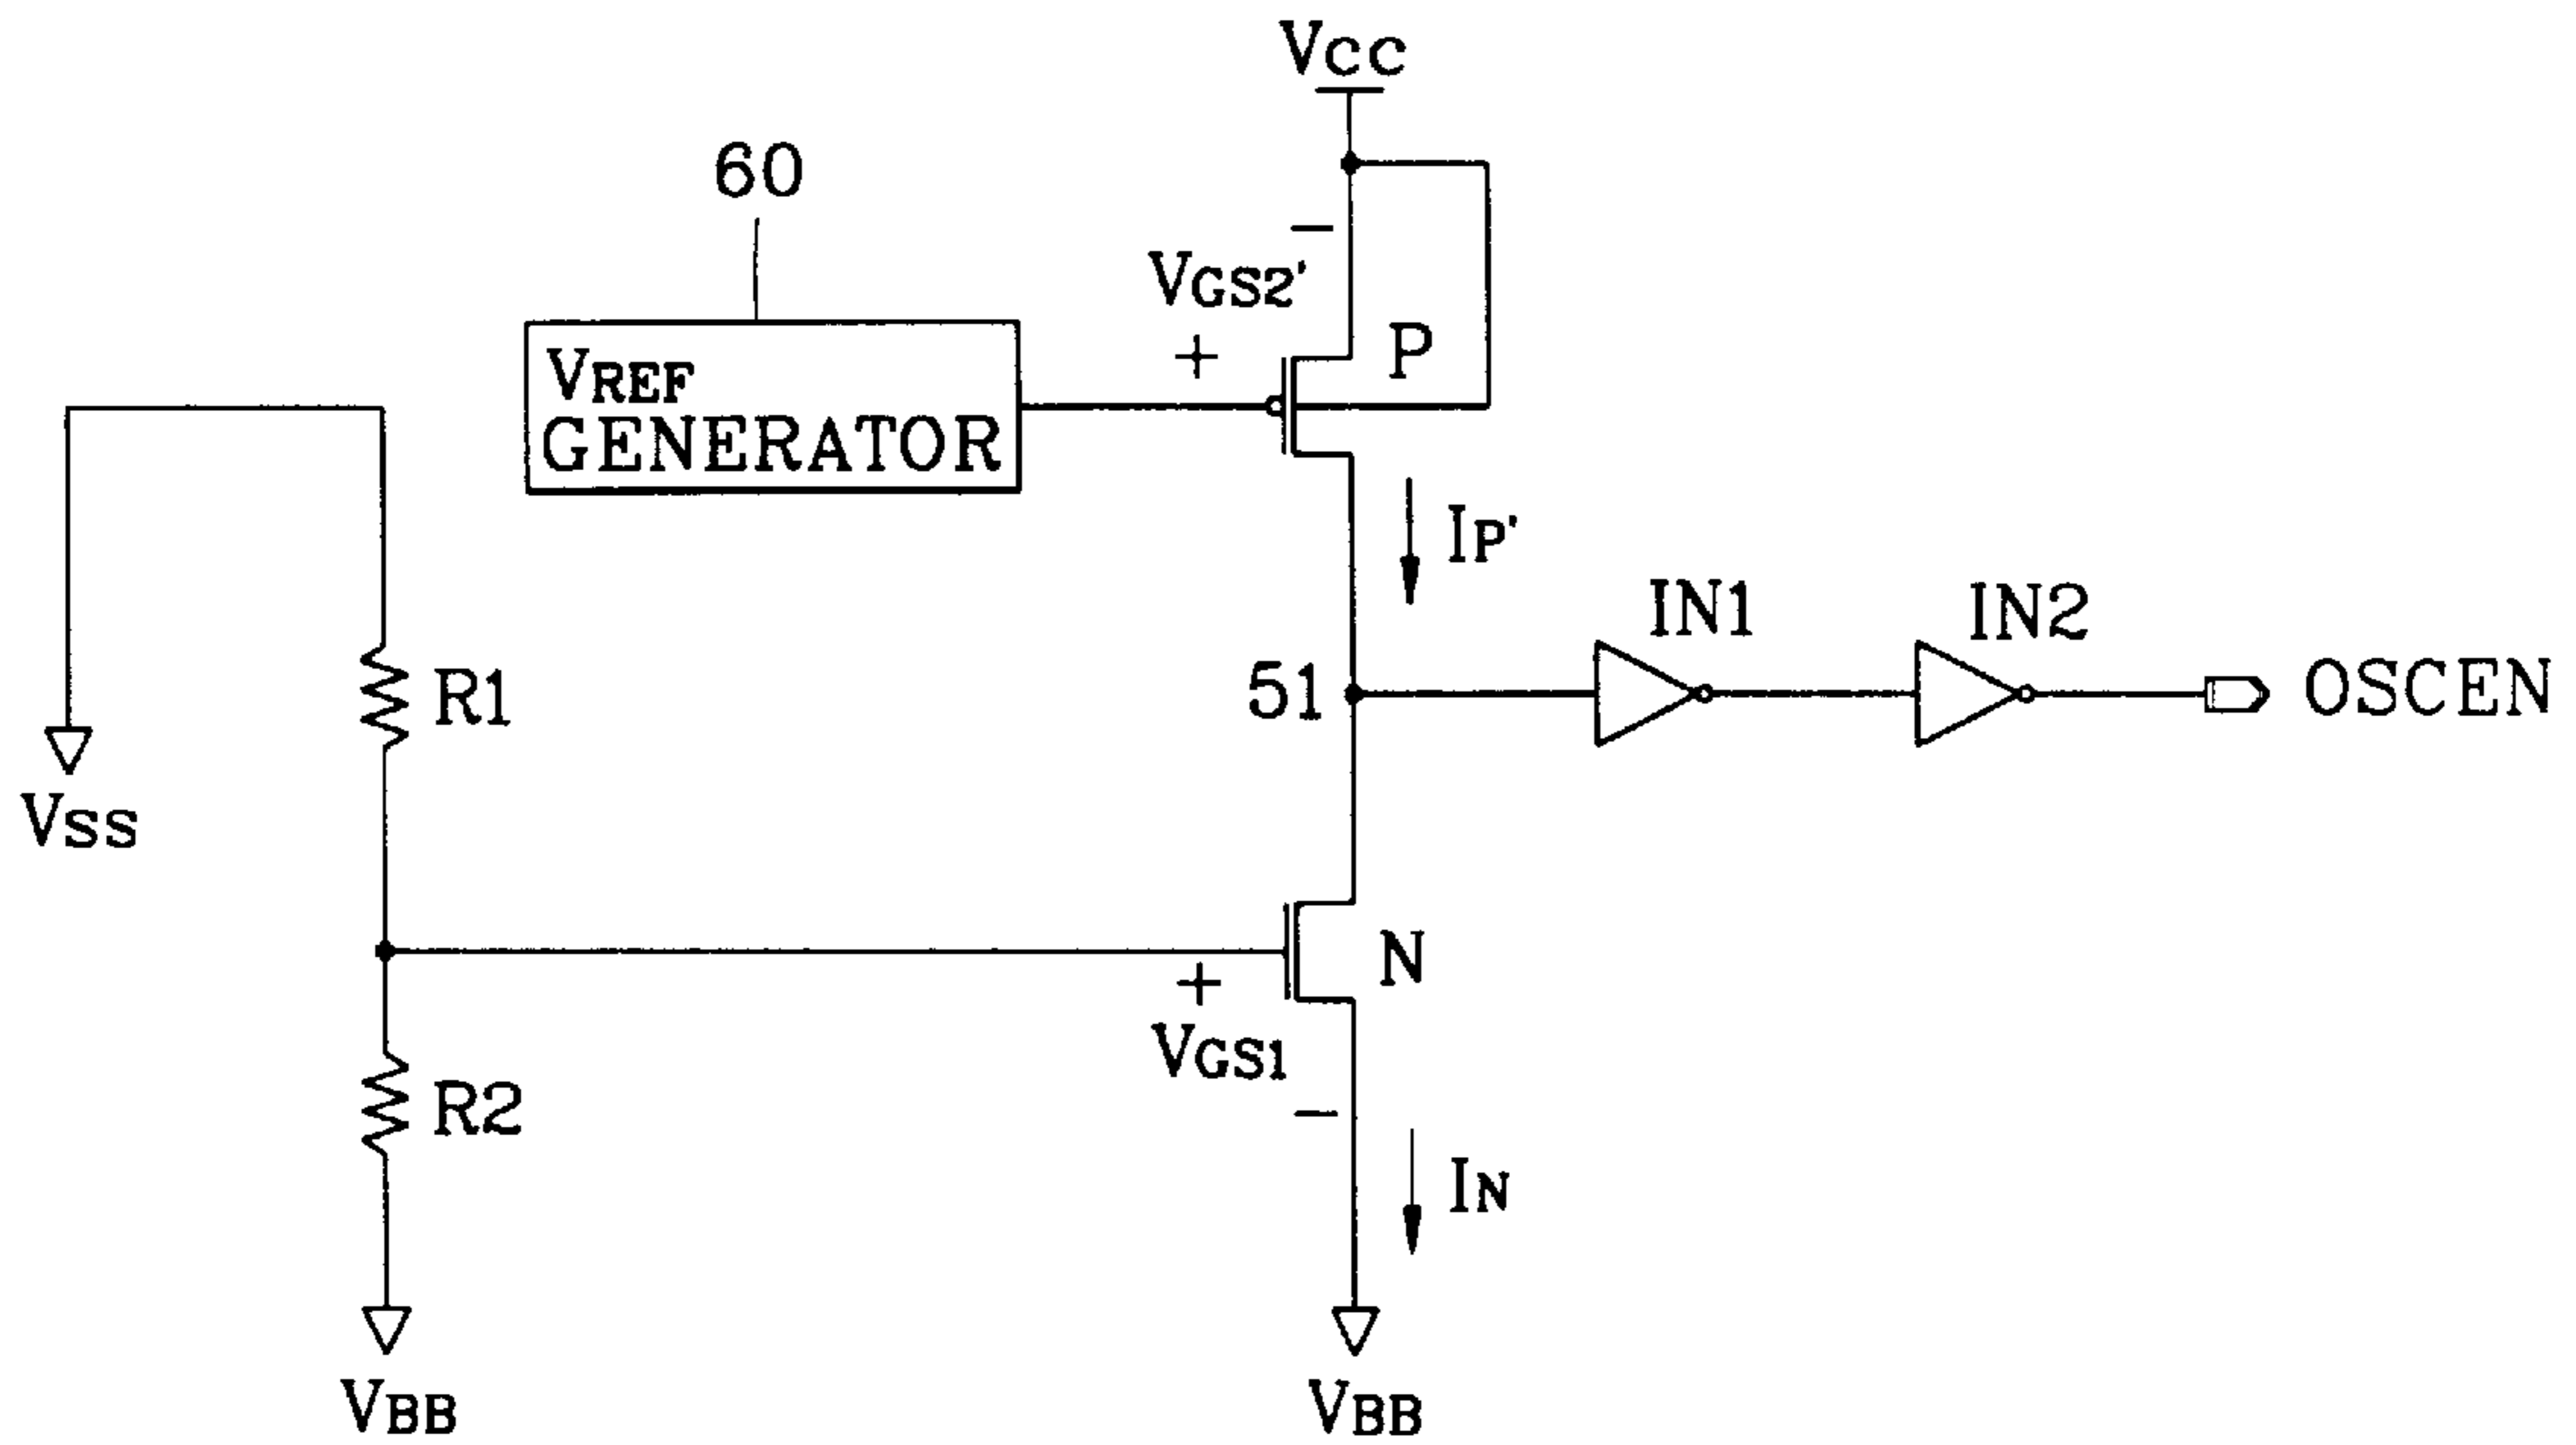 VCC
60
VGS2'
+
−
P
VREF
GENERATOR
IP'
IN1
IN2
51
OSCEN
R1
VSS
N
+
VGS1
−
R2
IN
VBB
VBB